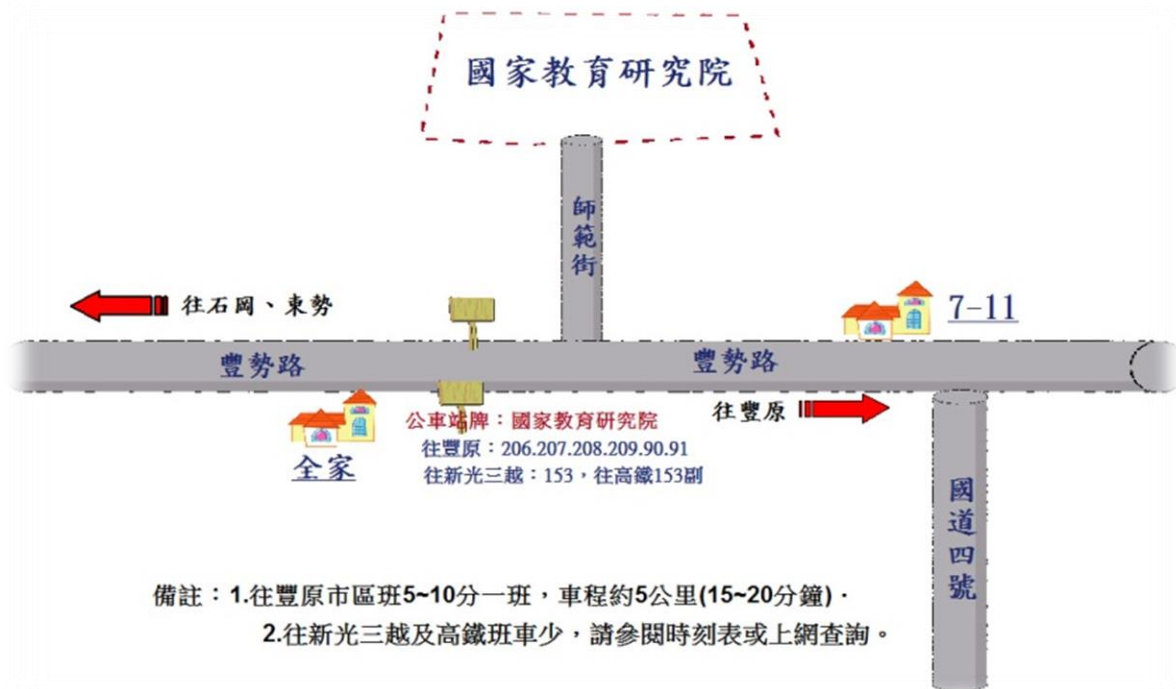 國家教育研究院
師範街
往石岡、東勢
7-11
豐勢路
豐勢路
往豐原
全家
公車站牌：國家教育研究院
往豐原：206.207.208.209.90.91
往新光三越：153，往高鐵153副
國道四號
備註：1.往豐原市區班5~10分一班，車程約5公里(15~20分鐘)．
2.往新光三越及高鐵班車少，請參閱時刻表或上網查詢。